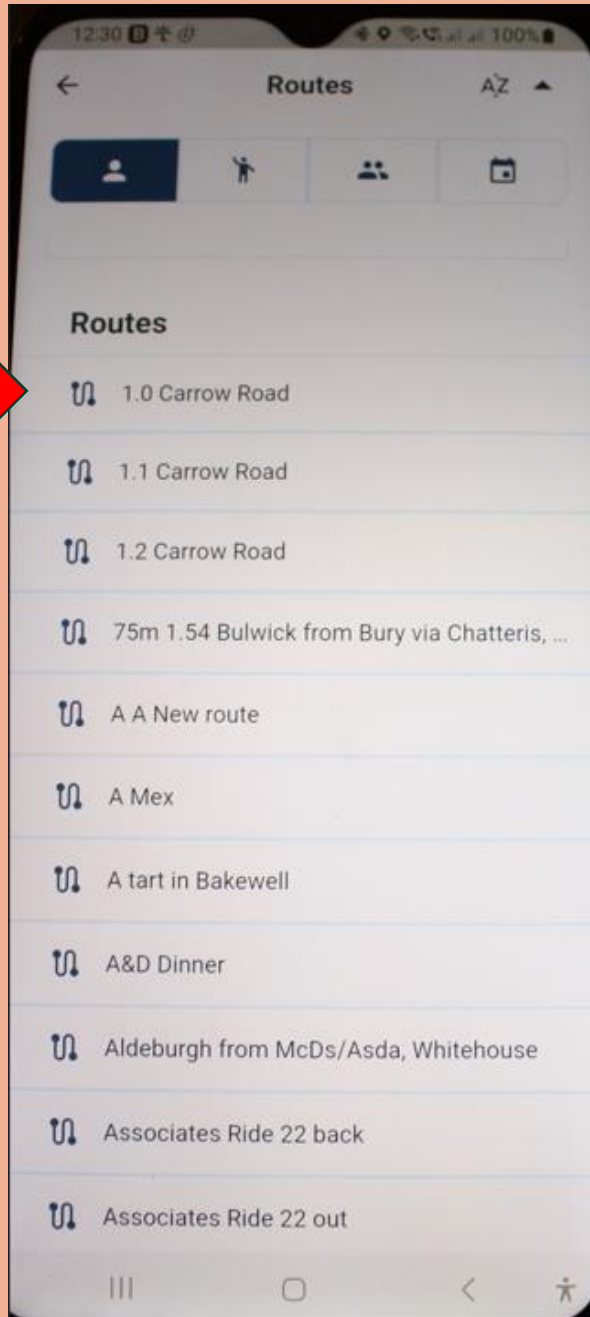 12:30 100%
Routes AZ
Routes
1.0 Carrow Road
1.1 Carrow Road
1.2 Carrow Road
75m 1.54 Bulwick from Bury via Chatteris, ...
A A New route
A Mex
A tart in Bakewell
A&D Dinner
Aldeburgh from McDs/Asda, Whitehouse
Associates Ride 22 back
Associates Ride 22 out